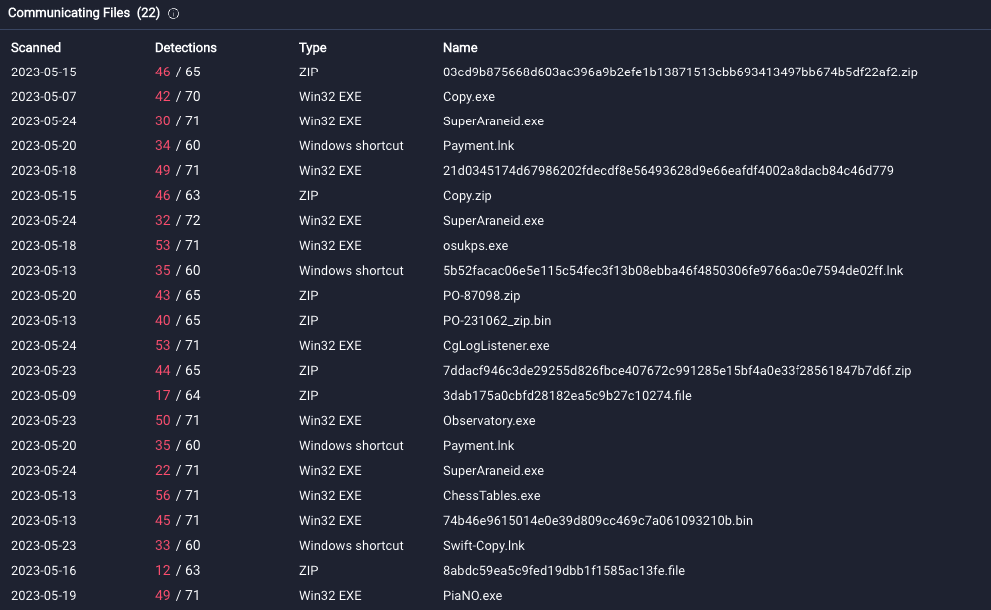 Communicating Files (22)
Scanned Detections Type Name
2023-05-15 46 / 65 ZIP 03cd9b875668d603ac396a9b2efe1b13871513cbb693413497bb674b5df22af2.zip
2023-05-07 42 / 70 Win32 EXE Copy.exe
2023-05-24 30 / 71 Win32 EXE SuperAraneid.exe
2023-05-20 34 / 60 Windows shortcut Payment.lnk
2023-05-18 49 / 71 Win32 EXE 21d0345174d67986202fdecdf8e56493628d9e66eafdf4002a8dacb84c46d779
2023-05-15 46 / 63 ZIP Copy.zip
2023-05-24 32 / 72 Win32 EXE SuperAraneid.exe
2023-05-18 53 / 71 Win32 EXE osukps.exe
2023-05-13 35 / 60 Windows shortcut 5b52facac06e5e115c54fec3f13b08ebba46f4850306fe9766ac0e7594de02ff.lnk
2023-05-20 43 / 65 ZIP PO-87098.zip
2023-05-13 40 / 65 ZIP PO-231062_zip.bin
2023-05-24 53 / 71 Win32 EXE CgLogListener.exe
2023-05-23 44 / 65 ZIP 7ddacf946c3de29255d826fbce407672c991285e15bf4a0e33f28561847b7d6f.zip
2023-05-09 17 / 64 ZIP 3dab175a0cbfd28182ea5c9b27c10274.file
2023-05-23 50 / 71 Win32 EXE Observatory.exe
2023-05-20 35 / 60 Windows shortcut Payment.lnk
2023-05-24 22 / 71 Win32 EXE SuperAraneid.exe
2023-05-13 56 / 71 Win32 EXE ChessTables.exe
2023-05-13 45 / 71 Win32 EXE 74b46e9615014e0e39d809cc469c7a061093210b.bin
2023-05-23 33 / 60 Windows shortcut Swift-Copy.lnk
2023-05-16 12 / 63 ZIP 8abdc59ea5c9fed19dbb1f1585ac13fe.file
2023-05-19 49 / 71 Win32 EXE PiaNO.exe